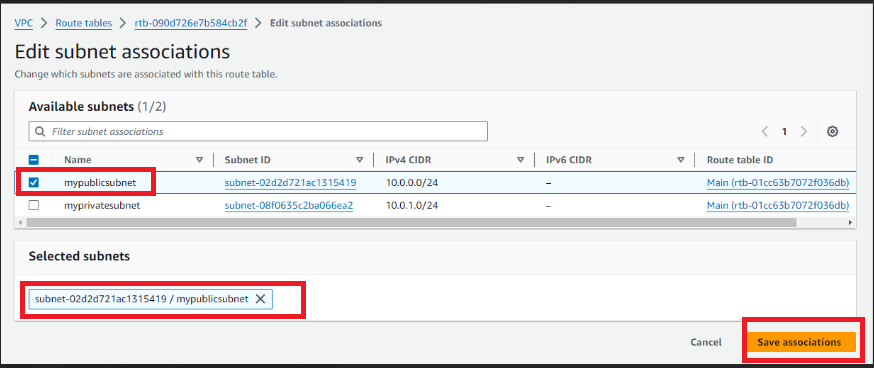 VPC > Route tables > rtb-090d726e7b584cb2f > Edit subnet associations
Edit subnet associations
Change which subnets are associated with this route table.
Available subnets (1/2)
Filter subnet associations
1
Name Subnet ID IPv4 CIDR IPv6 CIDR Route table ID
mypublicsubnet subnet-02d2d721ac1315419 10.0.0.0/24 – Main (rtb-01cc63b7072f036db)
myprivatesubnet subnet-08f0635c2ba066ea2 10.0.1.0/24 – Main (rtb-01cc63b7072f036db)
Selected subnets
subnet-02d2d721ac1315419 / mypublicsubnet
Cancel Save associations